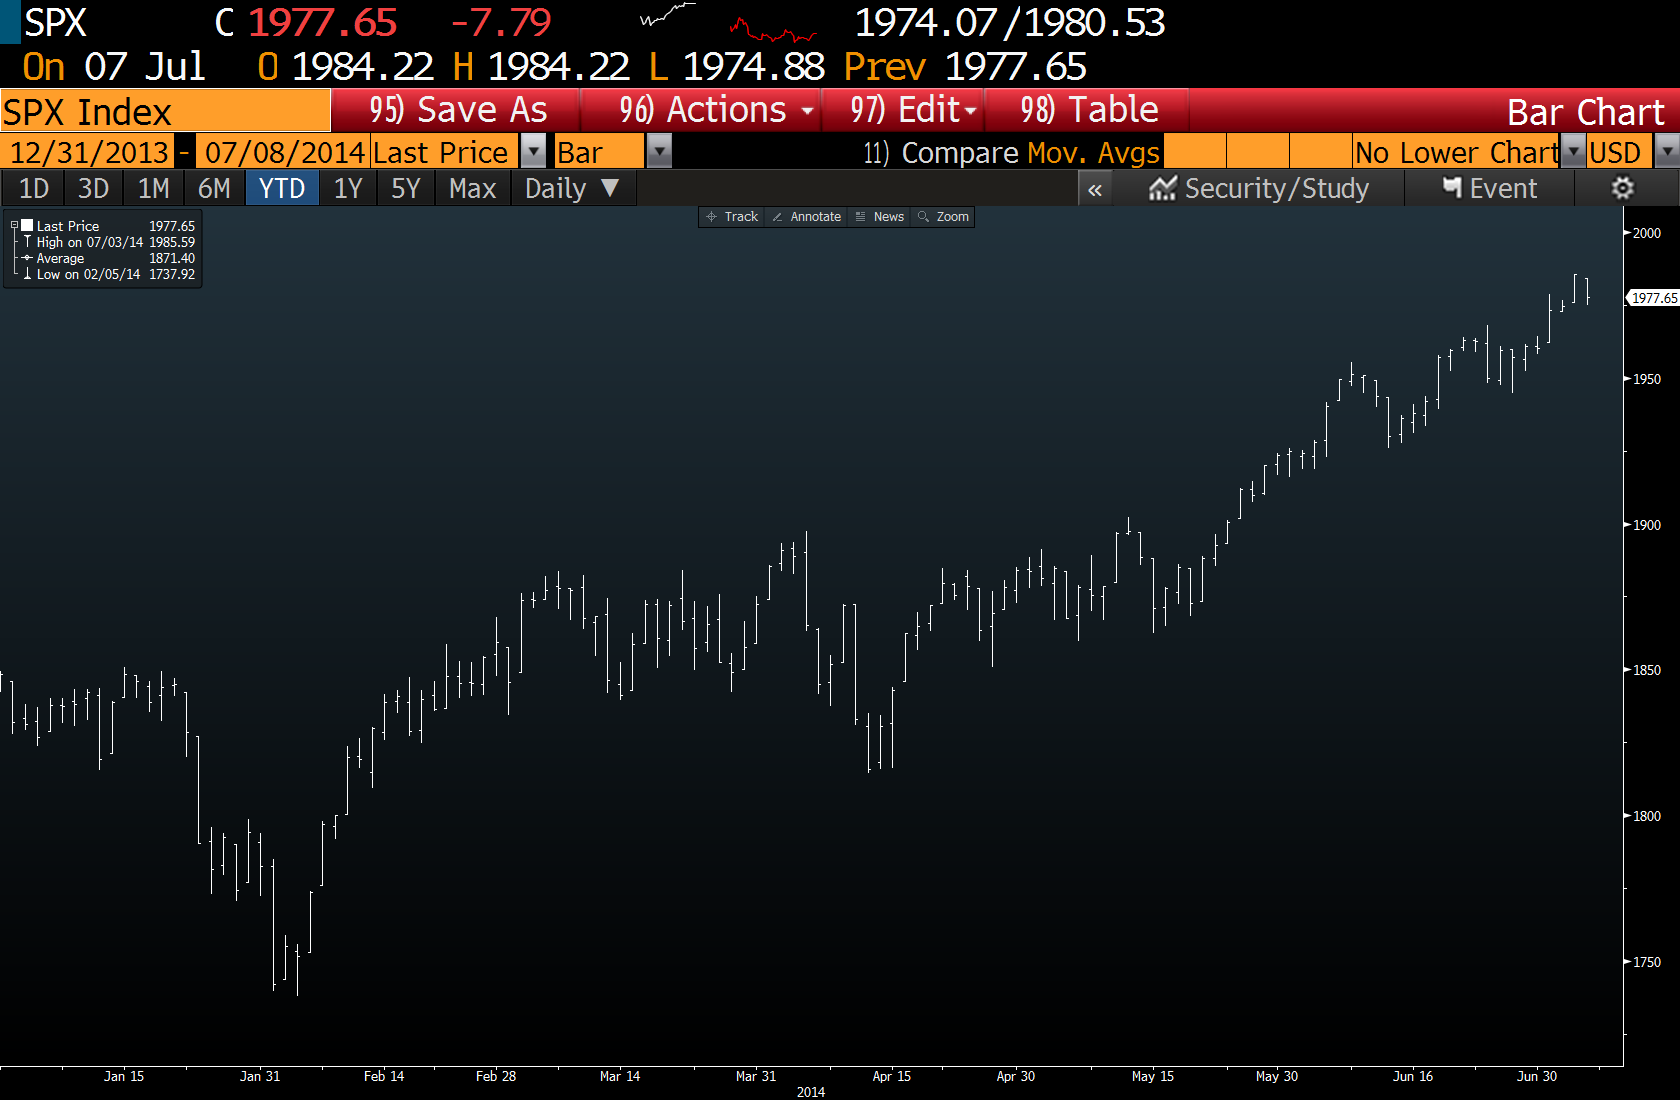 SPX C 1977.65 -7.79 1974.07/1980.53
On 07 Jul O 1984.22 H 1984.22 L 1974.88 Prev 1977.65
SPX Index 95) Save As 96) Actions 97) Edit 98) Table Bar Chart
12/31/2013 - 07/08/2014 Last Price Bar 11) Compare Mov. Avgs No Lower Chart USD
1D 3D 1M 6M YTD 1Y 5Y Max Daily ▼ « Security/Study Event
Track Annotate News Zoom
Last Price 1977.65
High on 07/03/14 1985.59
Average 1871.40
Low on 02/05/14 1737.92
2000
1977.65
1950
1900
1850
1800
1750
Jan 15 Jan 31 Feb 14 Feb 28 Mar 14 Mar 31 Apr 15 Apr 30 May 15 May 30 Jun 16 Jun 30
2014